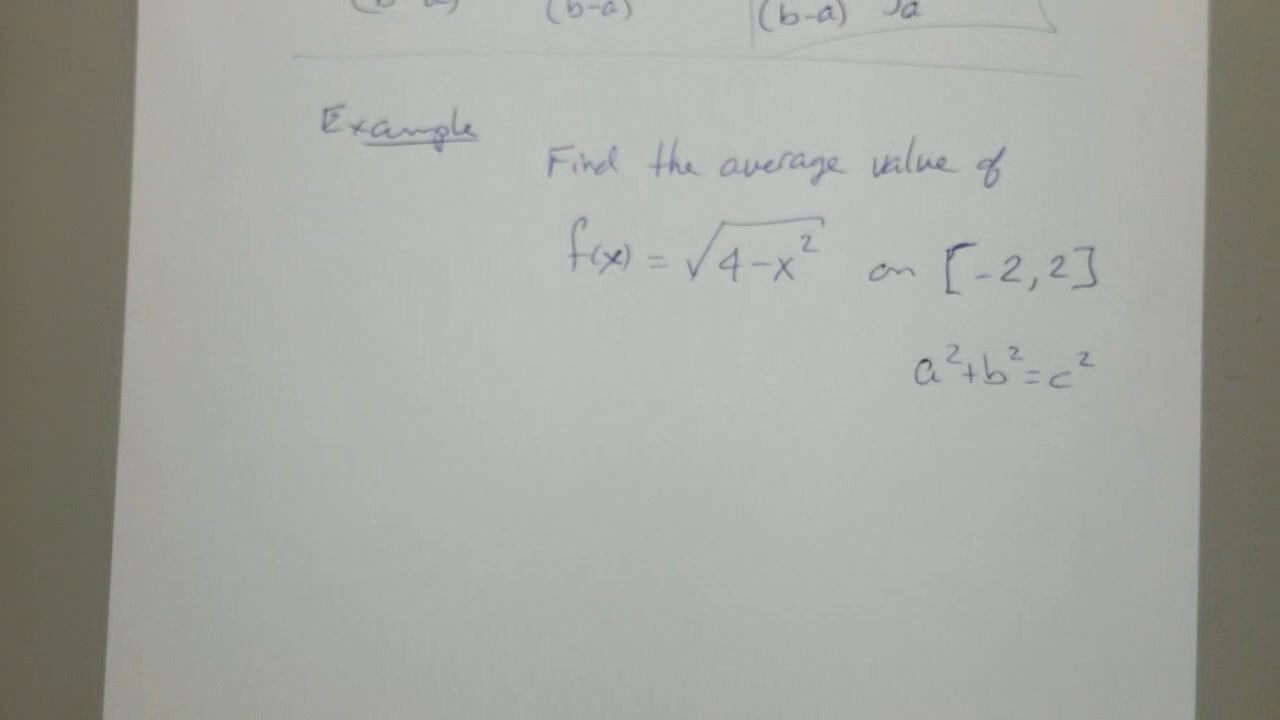 (b-a) (b-a) (b-a) ∫a
Example
Find the average value of
f(x) = √4-x² on [-2, 2]
a²+b²=c²